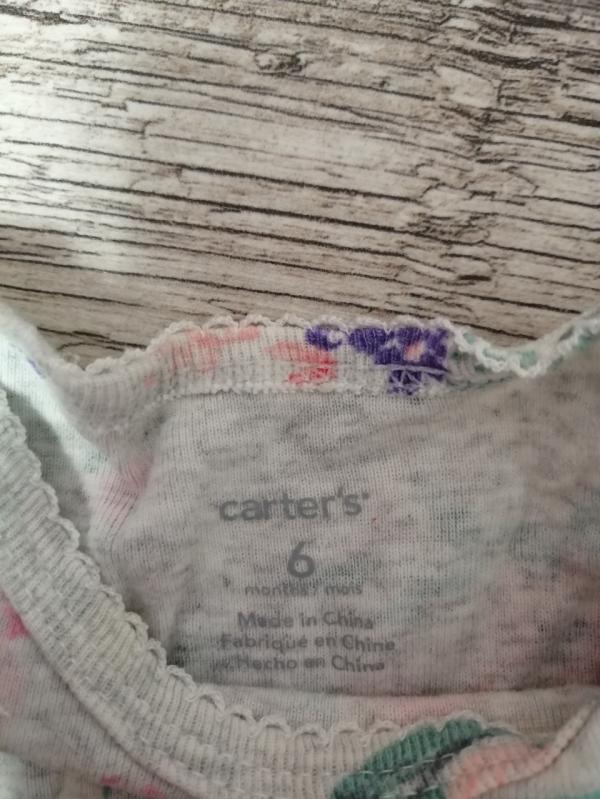 carter's
6
months / mois
Made in China
Fabriqué en Chine
Hecho en China